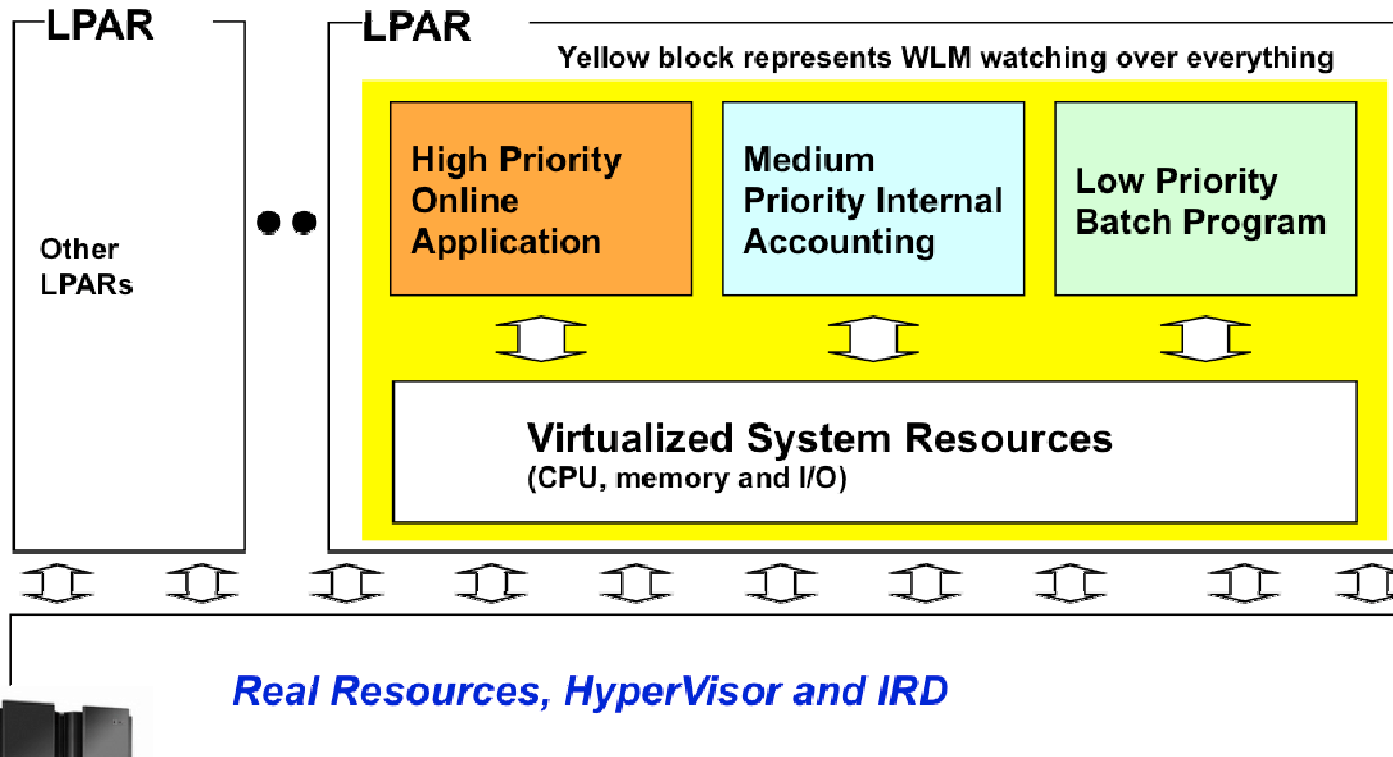 LPAR
LPAR
Yellow block represents WLM watching over everything
High Priority
Online
Application
Medium
Priority Internal
Accounting
Low Priority
Batch Program
Other
LPARs
Virtualized System Resources
(CPU, memory and I/O)
Real Resources, HyperVisor and IRD